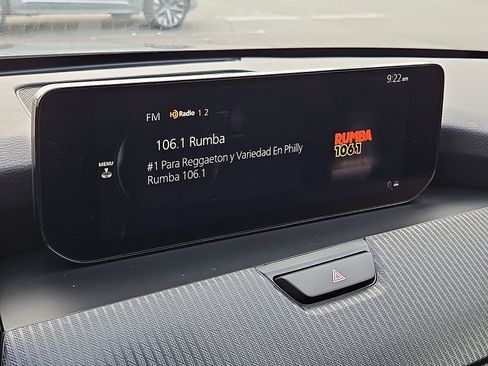 9:22 am
FM HD Radio 1 2
106.1 Rumba
MENU
#1 Para Reggaeton y Variedad En Philly
Rumba 106.1
RUMBA
106.1